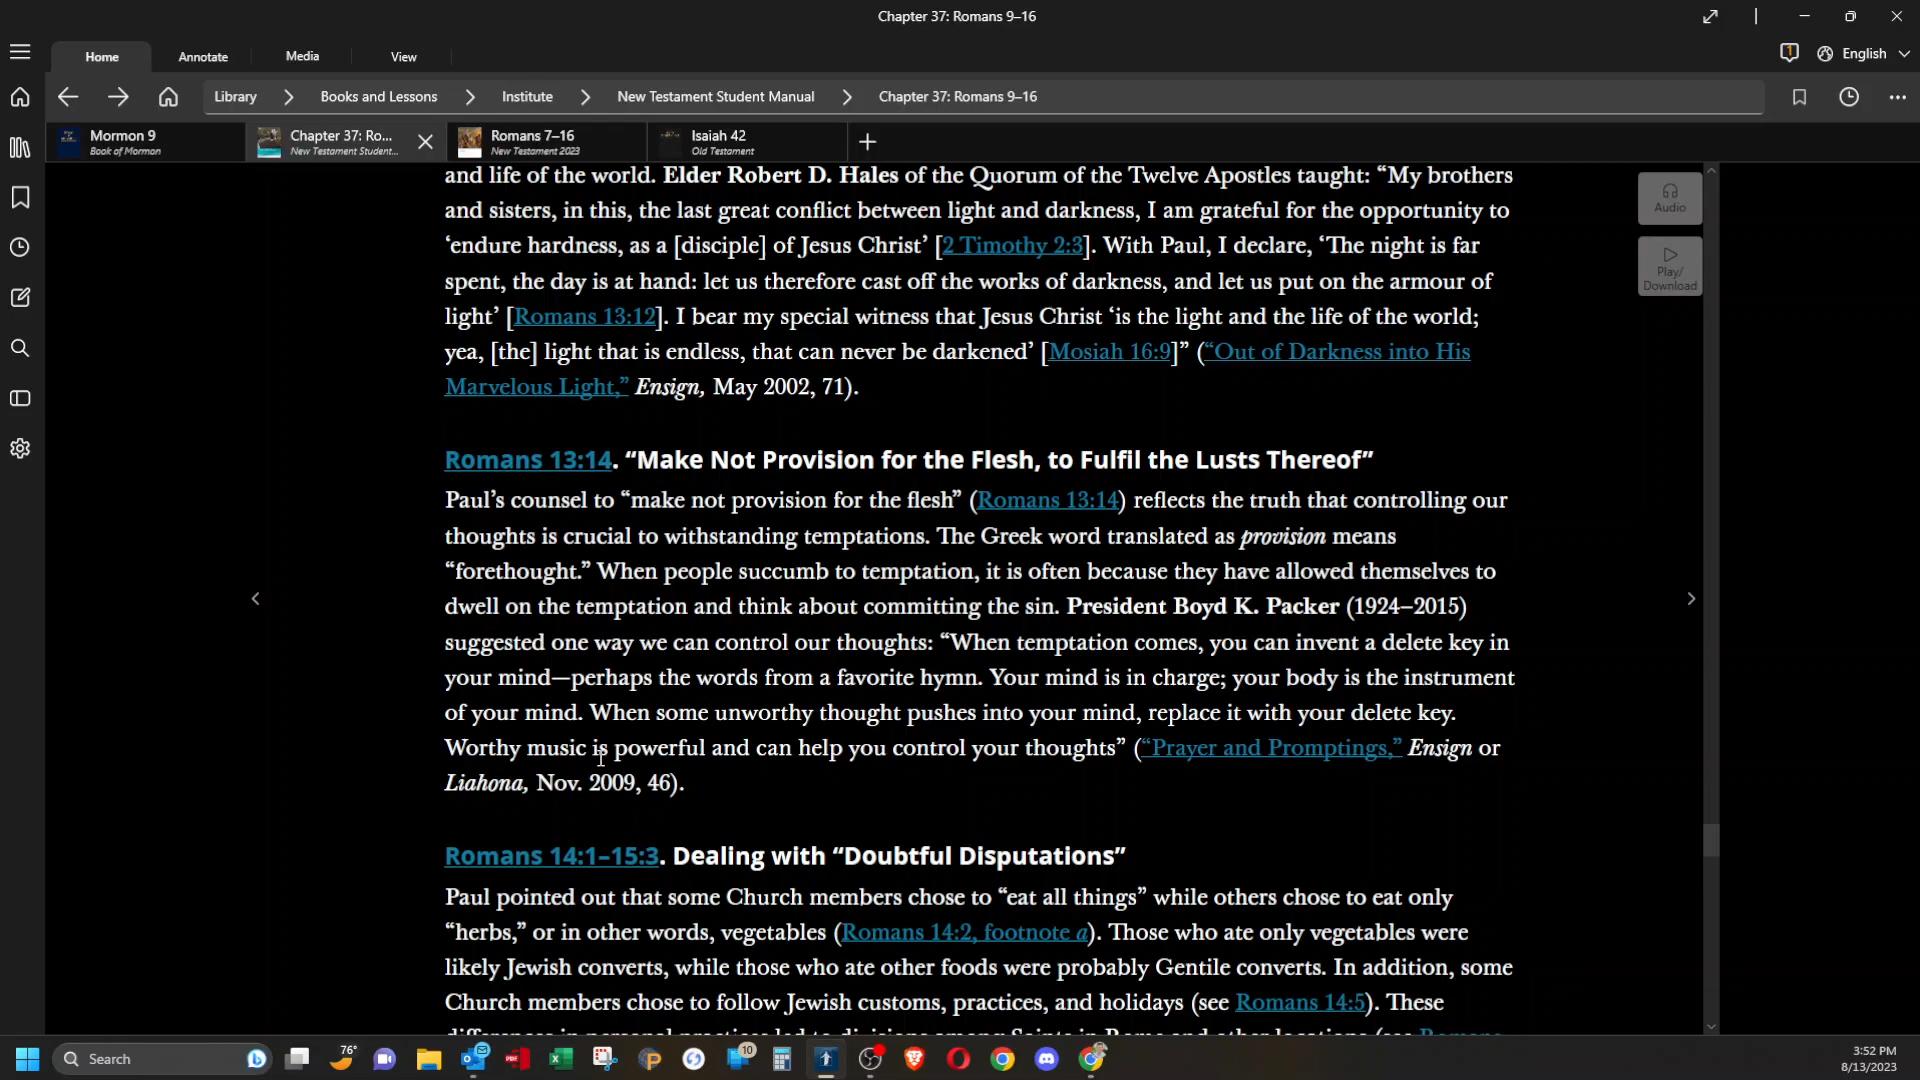 Chapter 37: Romans 9–16
Home Annotate Media View
1 English
Library Books and Lessons Institute New Testament Student Manual Chapter 37: Romans 9–16
Mormon 9
Book of Mormon
Chapter 37: Ro...
New Testament Student...
Romans 7–16
New Testament 2023
Isaiah 42
Old Testament
Audio
Play/
Download
and life of the world. Elder Robert D. Hales of the Quorum of the Twelve Apostles taught: “My brothers
and sisters, in this, the last great conflict between light and darkness, I am grateful for the opportunity to
‘endure hardness, as a [disciple] of Jesus Christ’ [2 Timothy 2:3]. With Paul, I declare, ‘The night is far
spent, the day is at hand: let us therefore cast off the works of darkness, and let us put on the armour of
light’ [Romans 13:12]. I bear my special witness that Jesus Christ ‘is the light and the life of the world;
yea, [the] light that is endless, that can never be darkened’ [Mosiah 16:9]” (“Out of Darkness into His
Marvelous Light,” Ensign, May 2002, 71).
Romans 13:14. “Make Not Provision for the Flesh, to Fulfil the Lusts Thereof”
Paul’s counsel to “make not provision for the flesh” (Romans 13:14) reflects the truth that controlling our
thoughts is crucial to withstanding temptations. The Greek word translated as provision means
“forethought.” When people succumb to temptation, it is often because they have allowed themselves to
dwell on the temptation and think about committing the sin. President Boyd K. Packer (1924–2015)
suggested one way we can control our thoughts: “When temptation comes, you can invent a delete key in
your mind—perhaps the words from a favorite hymn. Your mind is in charge; your body is the instrument
of your mind. When some unworthy thought pushes into your mind, replace it with your delete key.
Worthy music is powerful and can help you control your thoughts” (“Prayer and Promptings,” Ensign or
Liahona, Nov. 2009, 46).
Romans 14:1–15:3. Dealing with “Doubtful Disputations”
Paul pointed out that some Church members chose to “eat all things” while others chose to eat only
“herbs,” or in other words, vegetables (Romans 14:2, footnote a). Those who ate only vegetables were
likely Jewish converts, while those who ate other foods were probably Gentile converts. In addition, some
Church members chose to follow Jewish customs, practices, and holidays (see Romans 14:5). These
differences in personal practices led to divisions among Saints in Rome and other locations (see Romans
Search 76° PDF 10
3:52 PM
8/13/2023